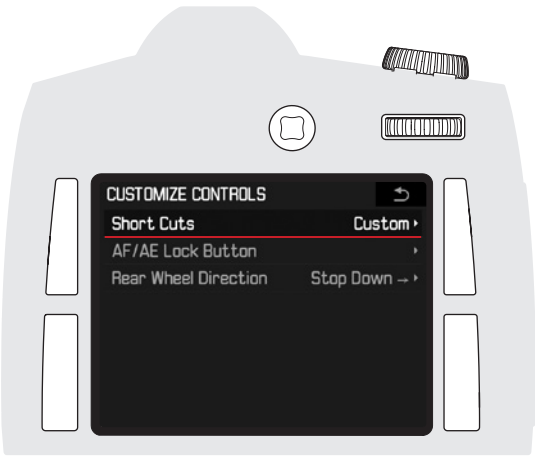 CUSTOMIZE CONTROLS
Short Cuts Custom
AF/AE Lock Button
Rear Wheel Direction Stop Down →